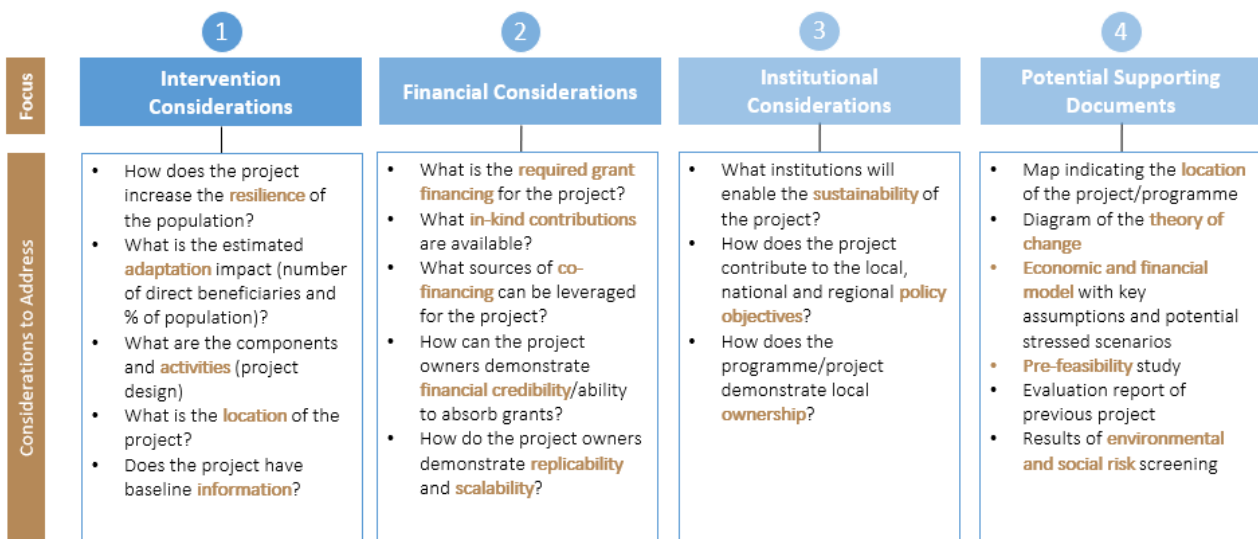 1
2
3
4
Focus
Intervention
Considerations
Financial Considerations
Institutional
Considerations
Potential Supporting
Documents
Considerations to Address
• How does the project
increase the resilience of
the population?
• What is the estimated
adaptation impact (number
of direct beneficiaries and
% of population)?
• What are the components
and activities (project
design)
• What is the location of the
project?
• Does the project have
baseline information?
• What is the required grant
financing for the project?
• What in-kind contributions
are available?
• What sources of co-
financing can be leveraged
for the project?
• How can the project
owners demonstrate
financial credibility/ability
to absorb grants?
• How do the project owners
demonstrate replicability
and scalability?
• What institutions will
enable the sustainability of
the project?
• How does the project
contribute to the local,
national and regional policy
objectives?
• How does the
programme/project
demonstrate local
ownership?
• Map indicating the location
of the project/programme
• Diagram of the theory of
change
• Economic and financial
model with key
assumptions and potential
stressed scenarios
• Pre-feasibility study
• Evaluation report of
previous project
• Results of environmental
and social risk screening